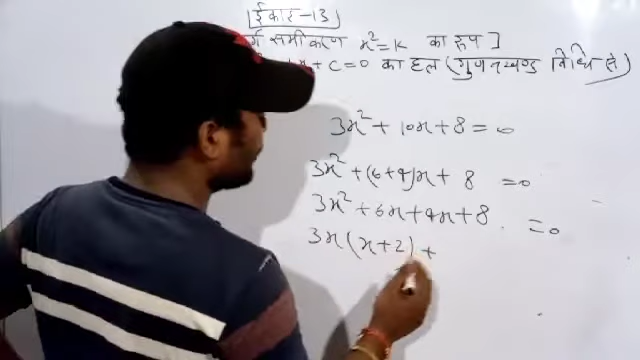 ईकाई-13
र्ग समीकरण x²=K का रूप ]
x + C = 0 का हल (गुणनखण्ड विधि से)
3x² + 10x + 8 = 0
3x² + (6+4)x + 8 = 0
3x² + 6x + 4x + 8 = 0
3x(x+2) +